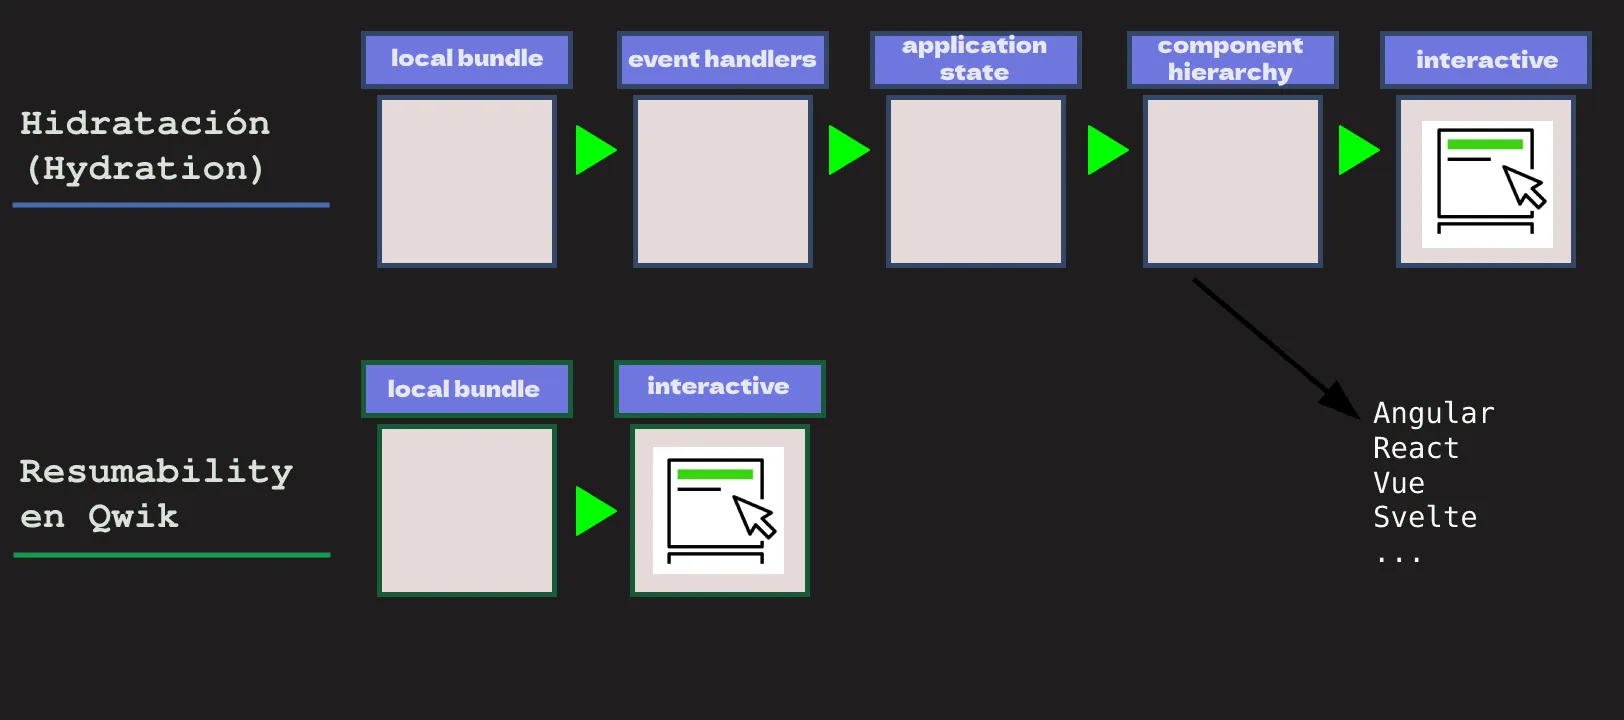 local bundle
event handlers
application
state
component
hierarchy
interactive
Hidratación
(Hydration)
local bundle
interactive
Resumability
en Qwik
Angular
React
Vue
Svelte
...